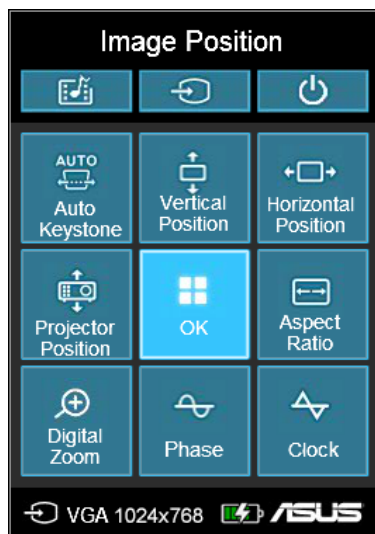 Image Position
AUTO
Auto
Keystone
Vertical
Position
Horizontal
Position
Projector
Position
OK
Aspect
Ratio
Digital
Zoom
Phase
Clock
VGA 1024x768 ASUS